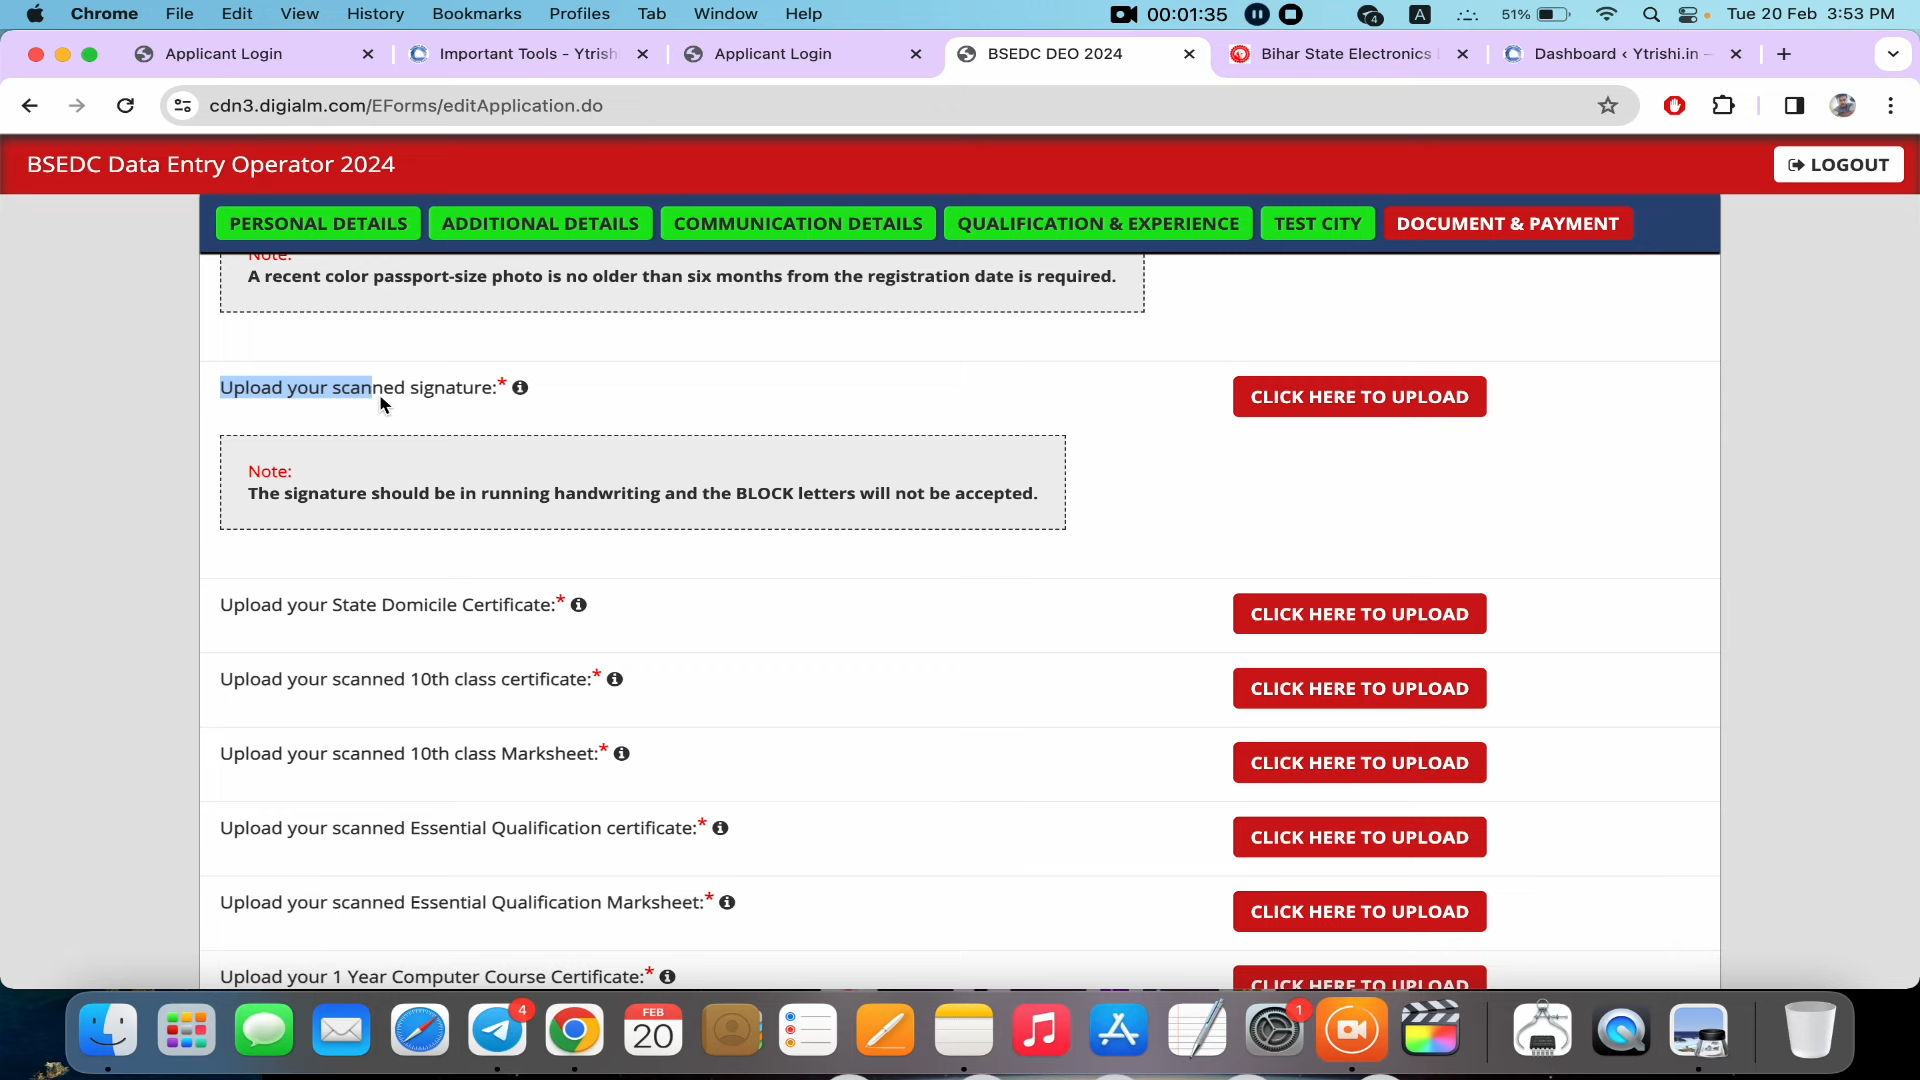 Chrome File Edit View History Bookmarks Profiles Tab Window Help 00:01:35 4 A 51% Tue 20 Feb 3:53 PM
Applicant Login Important Tools - Ytrish Applicant Login BSEDC DEO 2024 Bihar State Electronics Dashboard ‹ Ytrishi.in –
cdn3.digialm.com/EForms/editApplication.do
BSEDC Data Entry Operator 2024 LOGOUT
PERSONAL DETAILS ADDITIONAL DETAILS COMMUNICATION DETAILS QUALIFICATION & EXPERIENCE TEST CITY DOCUMENT & PAYMENT
Note:
A recent color passport-size photo is no older than six months from the registration date is required.
Upload your scanned signature:* CLICK HERE TO UPLOAD
Note:
The signature should be in running handwriting and the BLOCK letters will not be accepted.
Upload your State Domicile Certificate:* CLICK HERE TO UPLOAD
Upload your scanned 10th class certificate:* CLICK HERE TO UPLOAD
Upload your scanned 10th class Marksheet:* CLICK HERE TO UPLOAD
Upload your scanned Essential Qualification certificate:* CLICK HERE TO UPLOAD
Upload your scanned Essential Qualification Marksheet:* CLICK HERE TO UPLOAD
Upload your 1 Year Computer Course Certificate:* CLICK HERE TO UPLOAD
4 FEB 20 1